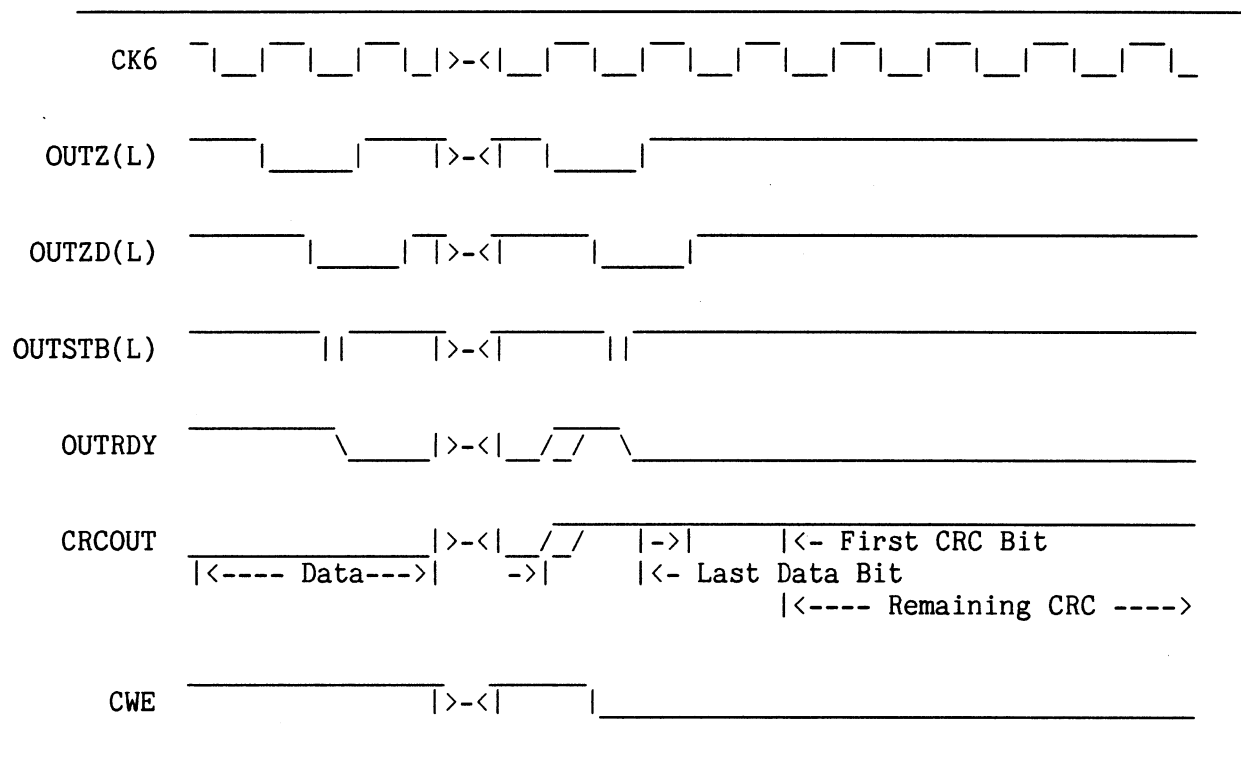 CK6
OUTZ(L)
OUTZD(L)
OUTSTB(L)
OUTRDY
CRCOUT |->| |<- First CRC Bit
|<---- Data--->| ->| |<- Last Data Bit
|<---- Remaining CRC ---->
CWE